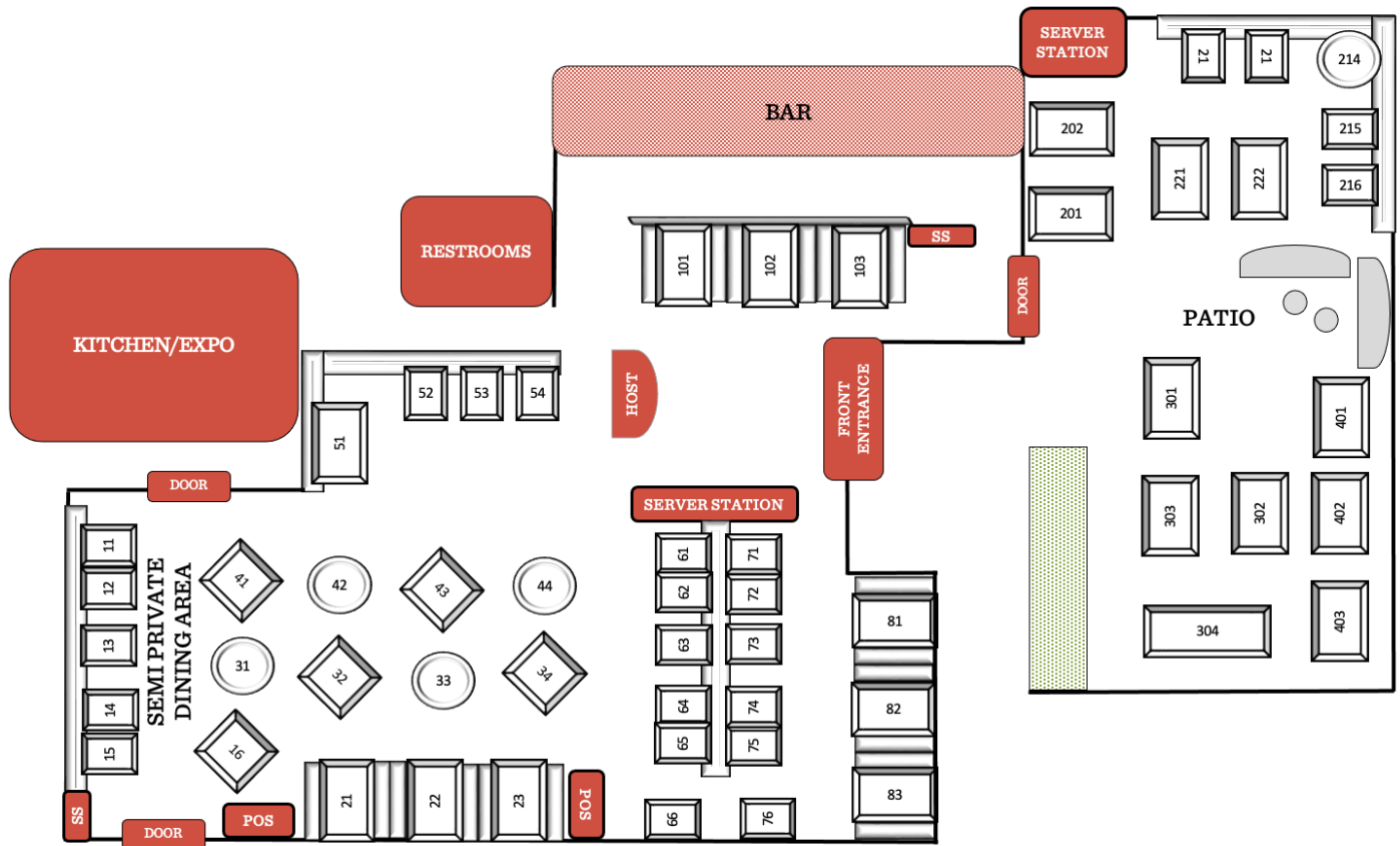 SERVER
STATION
21
21
214
BAR
202
215
221
222
216
201
RESTROOMS
SS
101
102
103
DOOR
PATIO
KITCHEN/EXPO
HOST
FRONT
ENTRANCE
52
53
54
51
301
401
DOOR
SERVER STATION
303
302
402
11
12
13
14
15
SEMI PRIVATE
DINING AREA
41
42
43
44
31
32
33
34
16
61
71
62
72
63
73
64
74
65
75
66
76
81
82
83
304
403
21
22
23
POS
SS
DOOR
POS